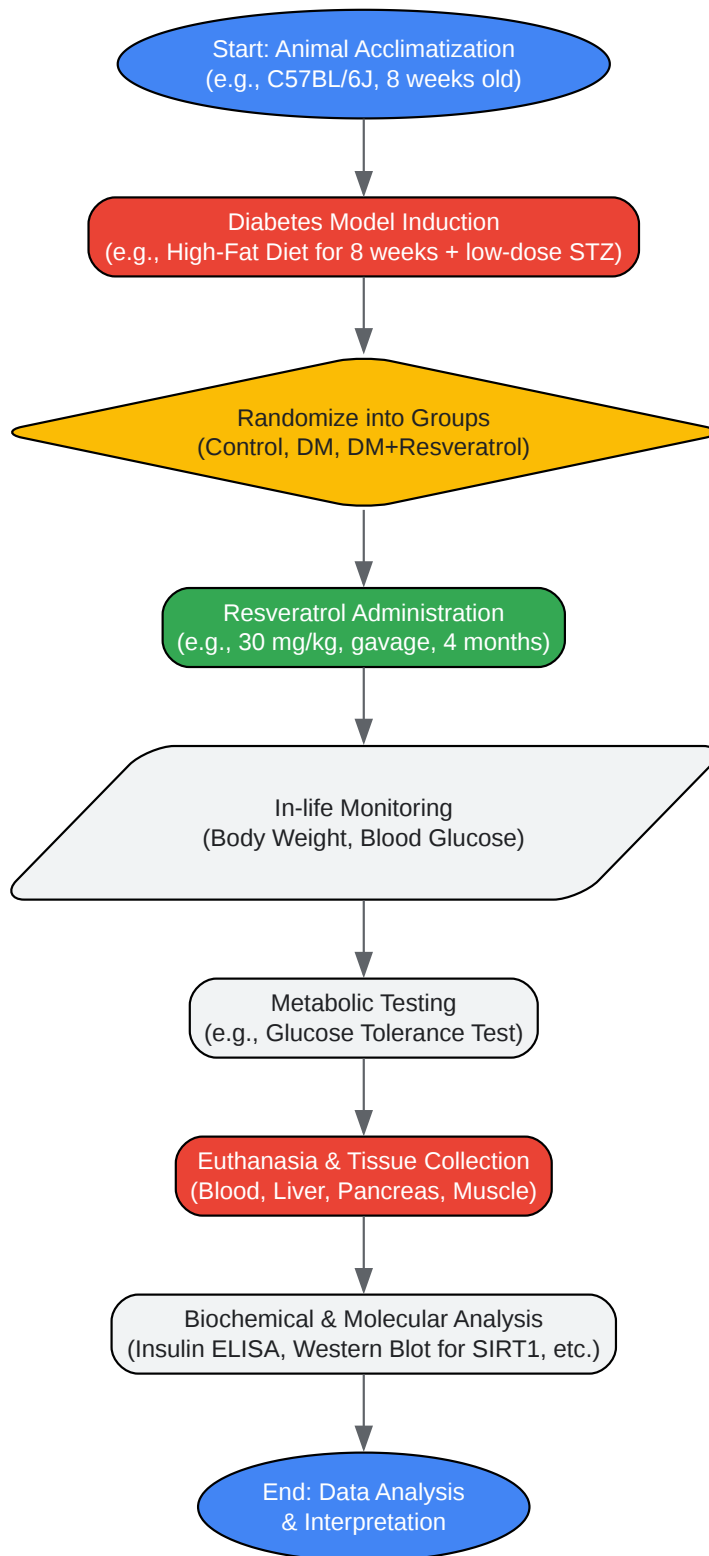 Start: Animal Acclimatization
(e.g., C57BL/6J, 8 weeks old)
Diabetes Model Induction
(e.g., High-Fat Diet for 8 weeks + low-dose STZ)
Randomize into Groups
(Control, DM, DM+Resveratrol)
Resveratrol Administration
(e.g., 30 mg/kg, gavage, 4 months)
In-life Monitoring
(Body Weight, Blood Glucose)
Metabolic Testing
(e.g., Glucose Tolerance Test)
Euthanasia & Tissue Collection
(Blood, Liver, Pancreas, Muscle)
Biochemical & Molecular Analysis
(Insulin ELISA, Western Blot for SIRT1, etc.)
End: Data Analysis
& Interpretation